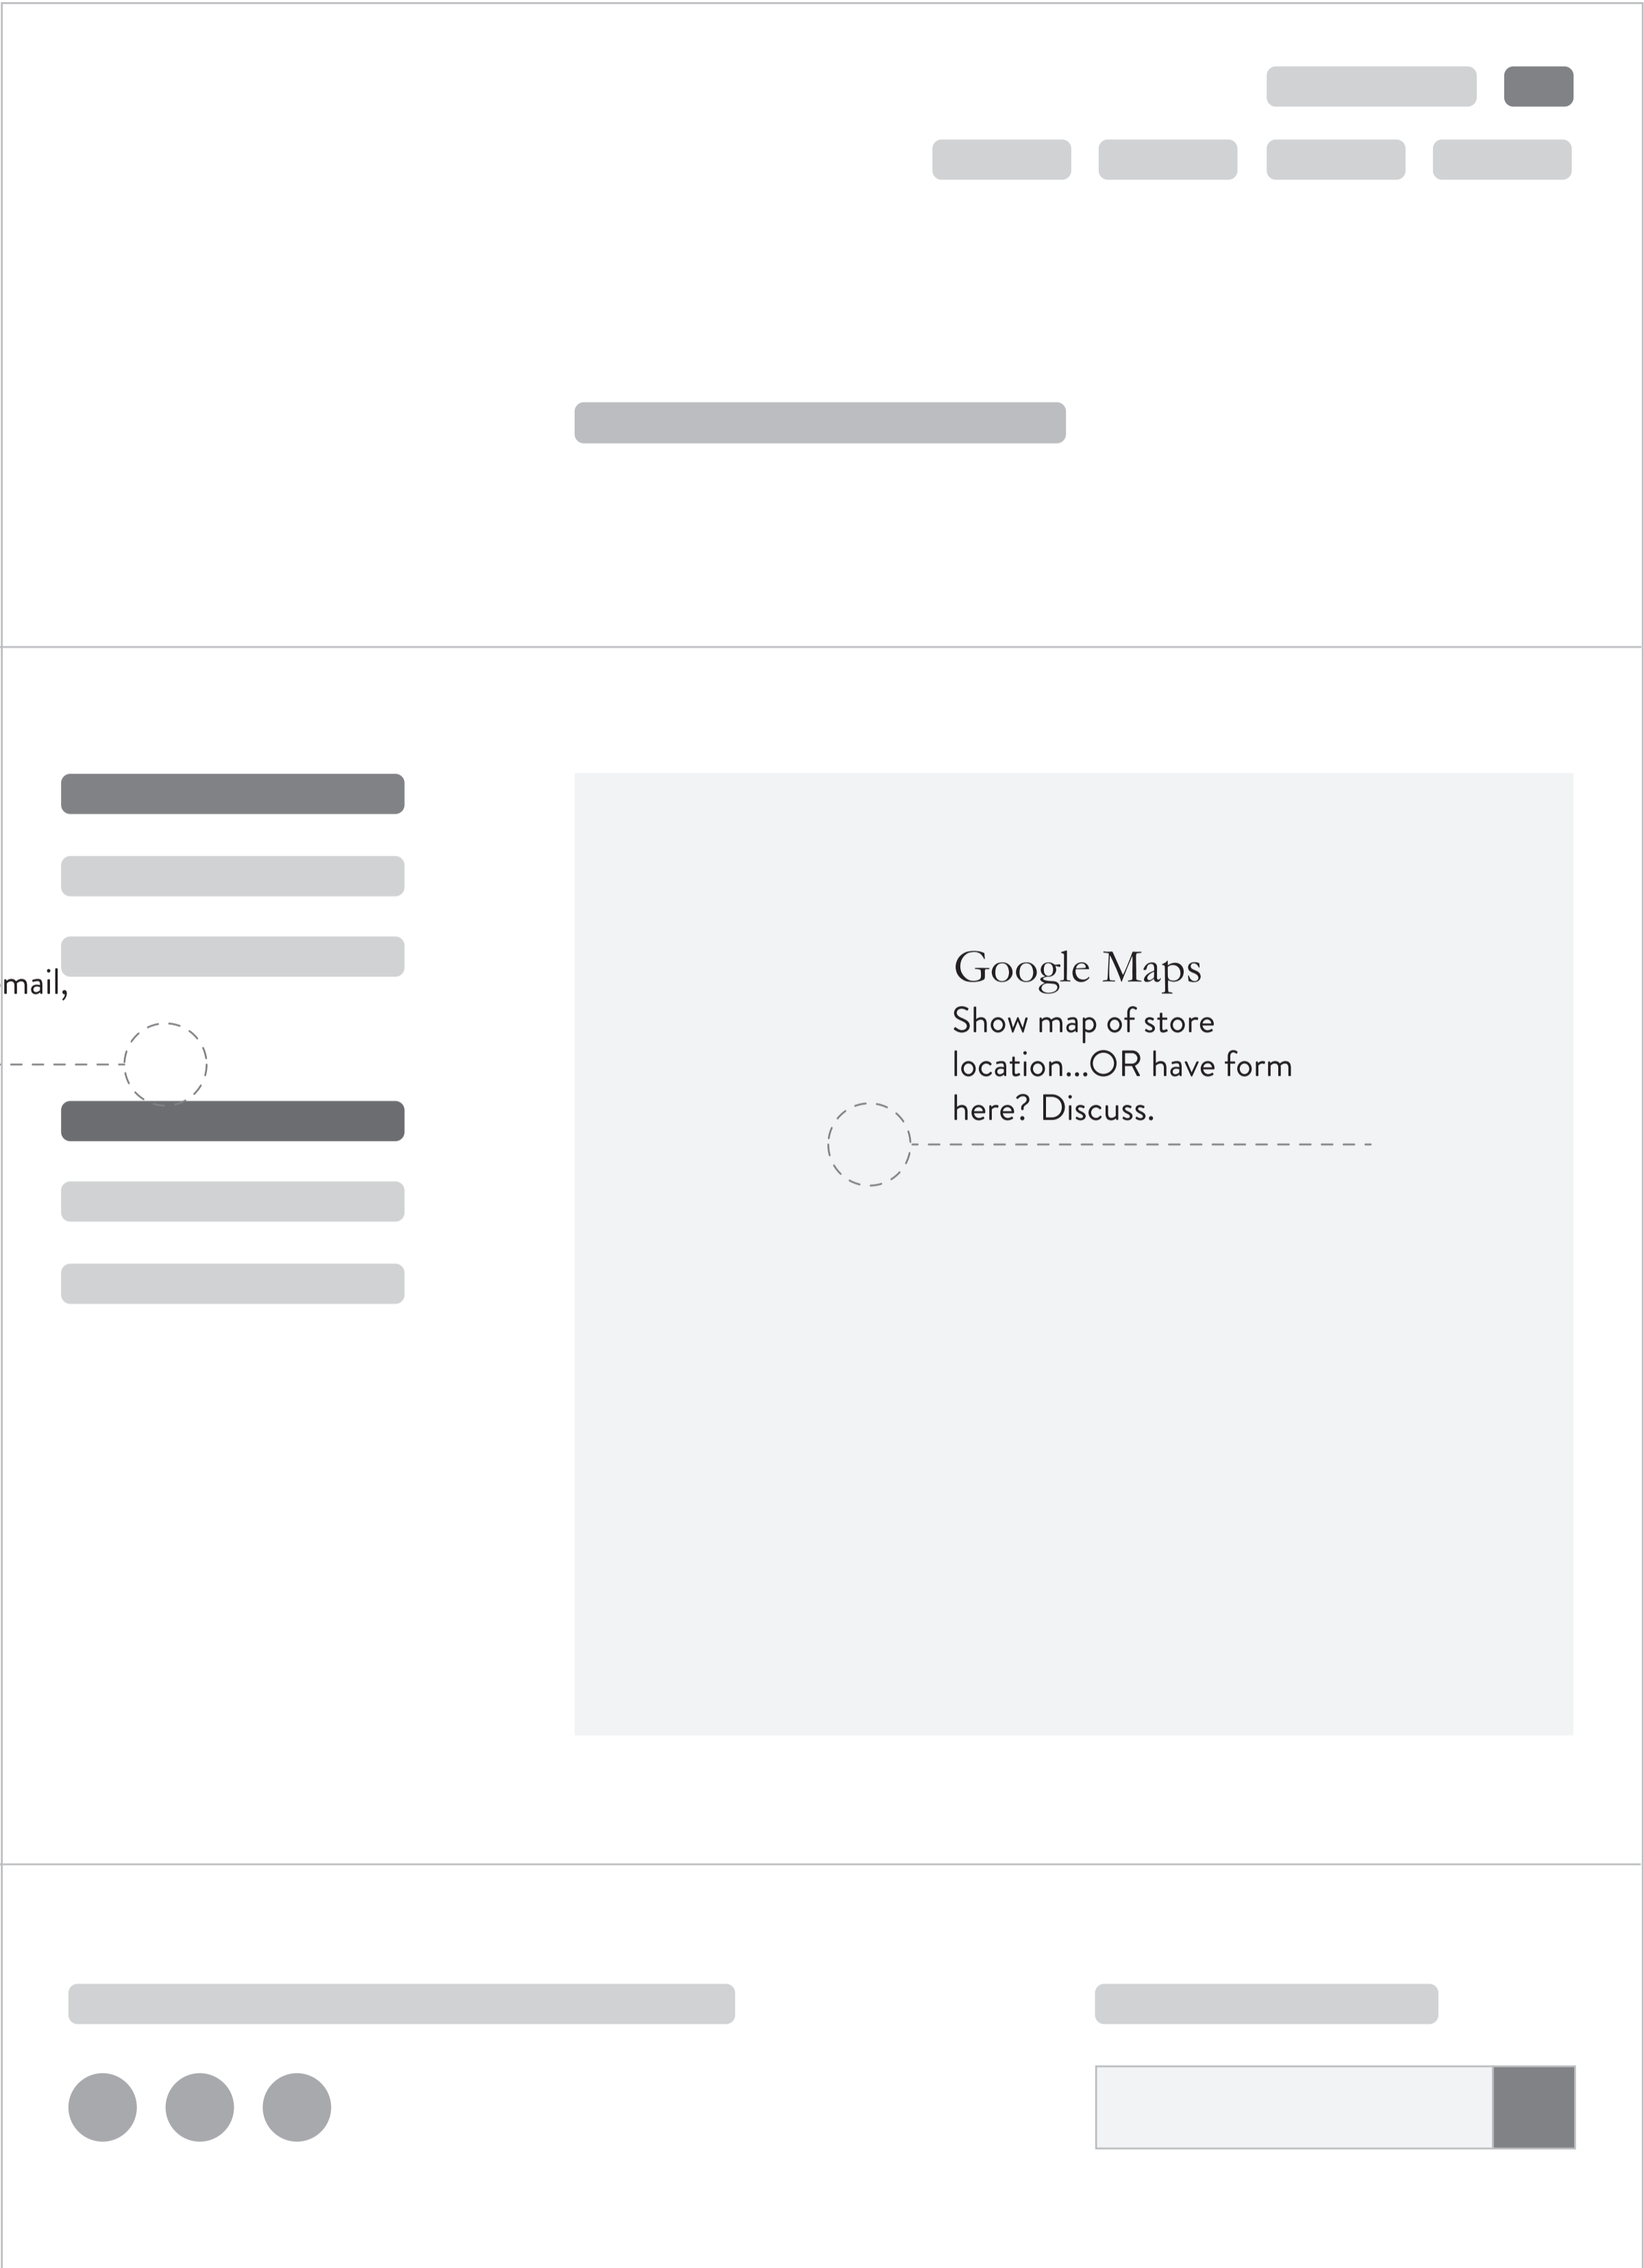 mail,
Google Maps
Show map of store
location...OR have form
here? Discuss.